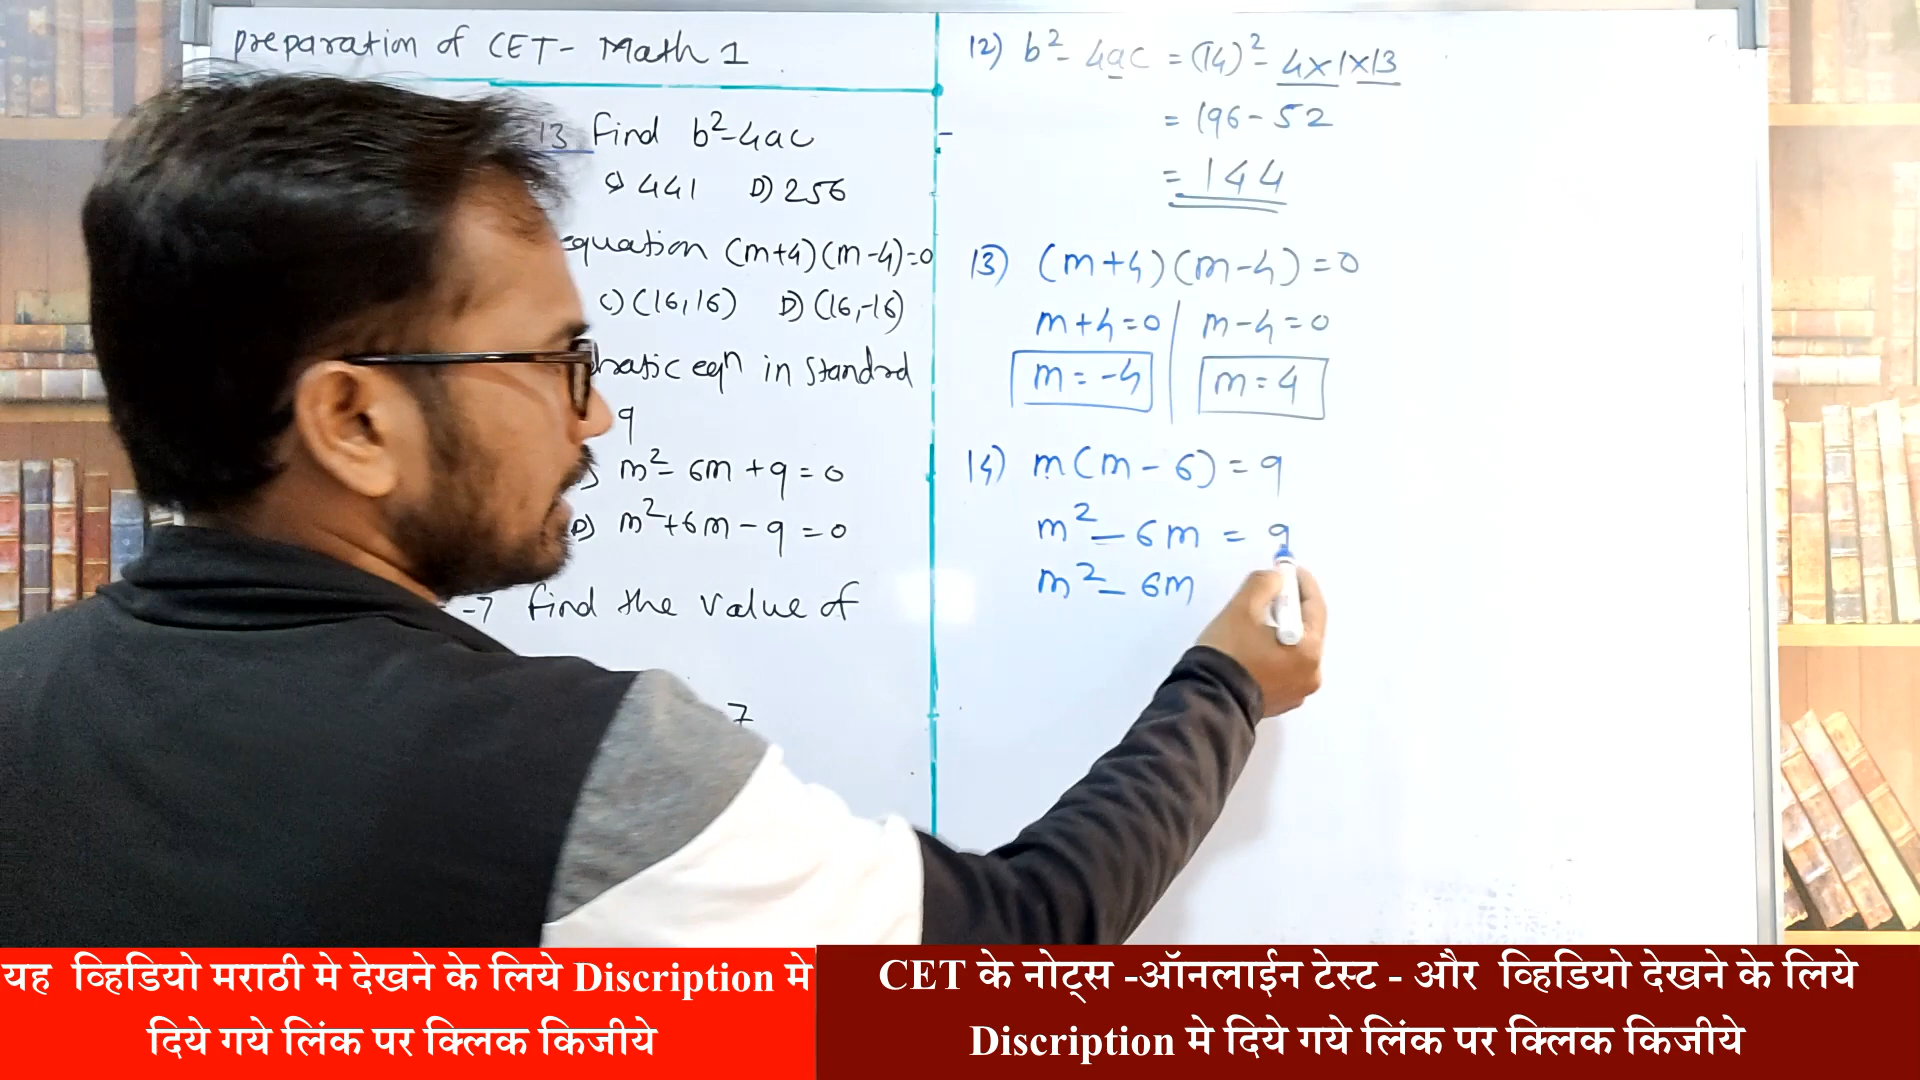 preparation of CET- Math 1
13 find b²-4ac
C) 441 D) 256
equation (m+4)(m-4)=0
C) (16,16) D) (16,-16)
eqⁿ in Standrd
9
m² - 6m + 9 = 0
D) m²+6m - 9 = 0
-7 find the value of
7
12) b² - 4ac = (14)² - 4×1×13
= 196 - 52
= 144
13) (m+4)(m-4)=0
m+4=0 | m-4=0
m=-4 | m=4
14) m(m-6)=9
m² - 6m = 9
m² - 6m
यह व्हिडियो मराठी मे देखने के लिये Discription मे
दिये गये लिंक पर क्लिक किजीये
CET के नोट्स -ऑनलाईन टेस्ट - और व्हिडियो देखने के लिये
Discription मे दिये गये लिंक पर क्लिक किजीये